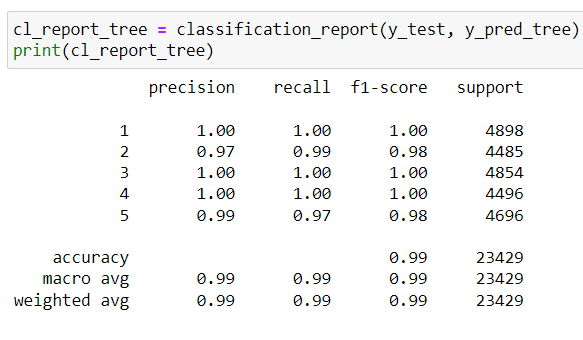 cl_report_tree = classification_report(y_test, y_pred_tree)
print(cl_report_tree)
precision recall f1-score support
1 1.00 1.00 1.00 4898
2 0.97 0.99 0.98 4485
3 1.00 1.00 1.00 4854
4 1.00 1.00 1.00 4496
5 0.99 0.97 0.98 4696
accuracy 0.99 23429
macro avg 0.99 0.99 0.99 23429
weighted avg 0.99 0.99 0.99 23429